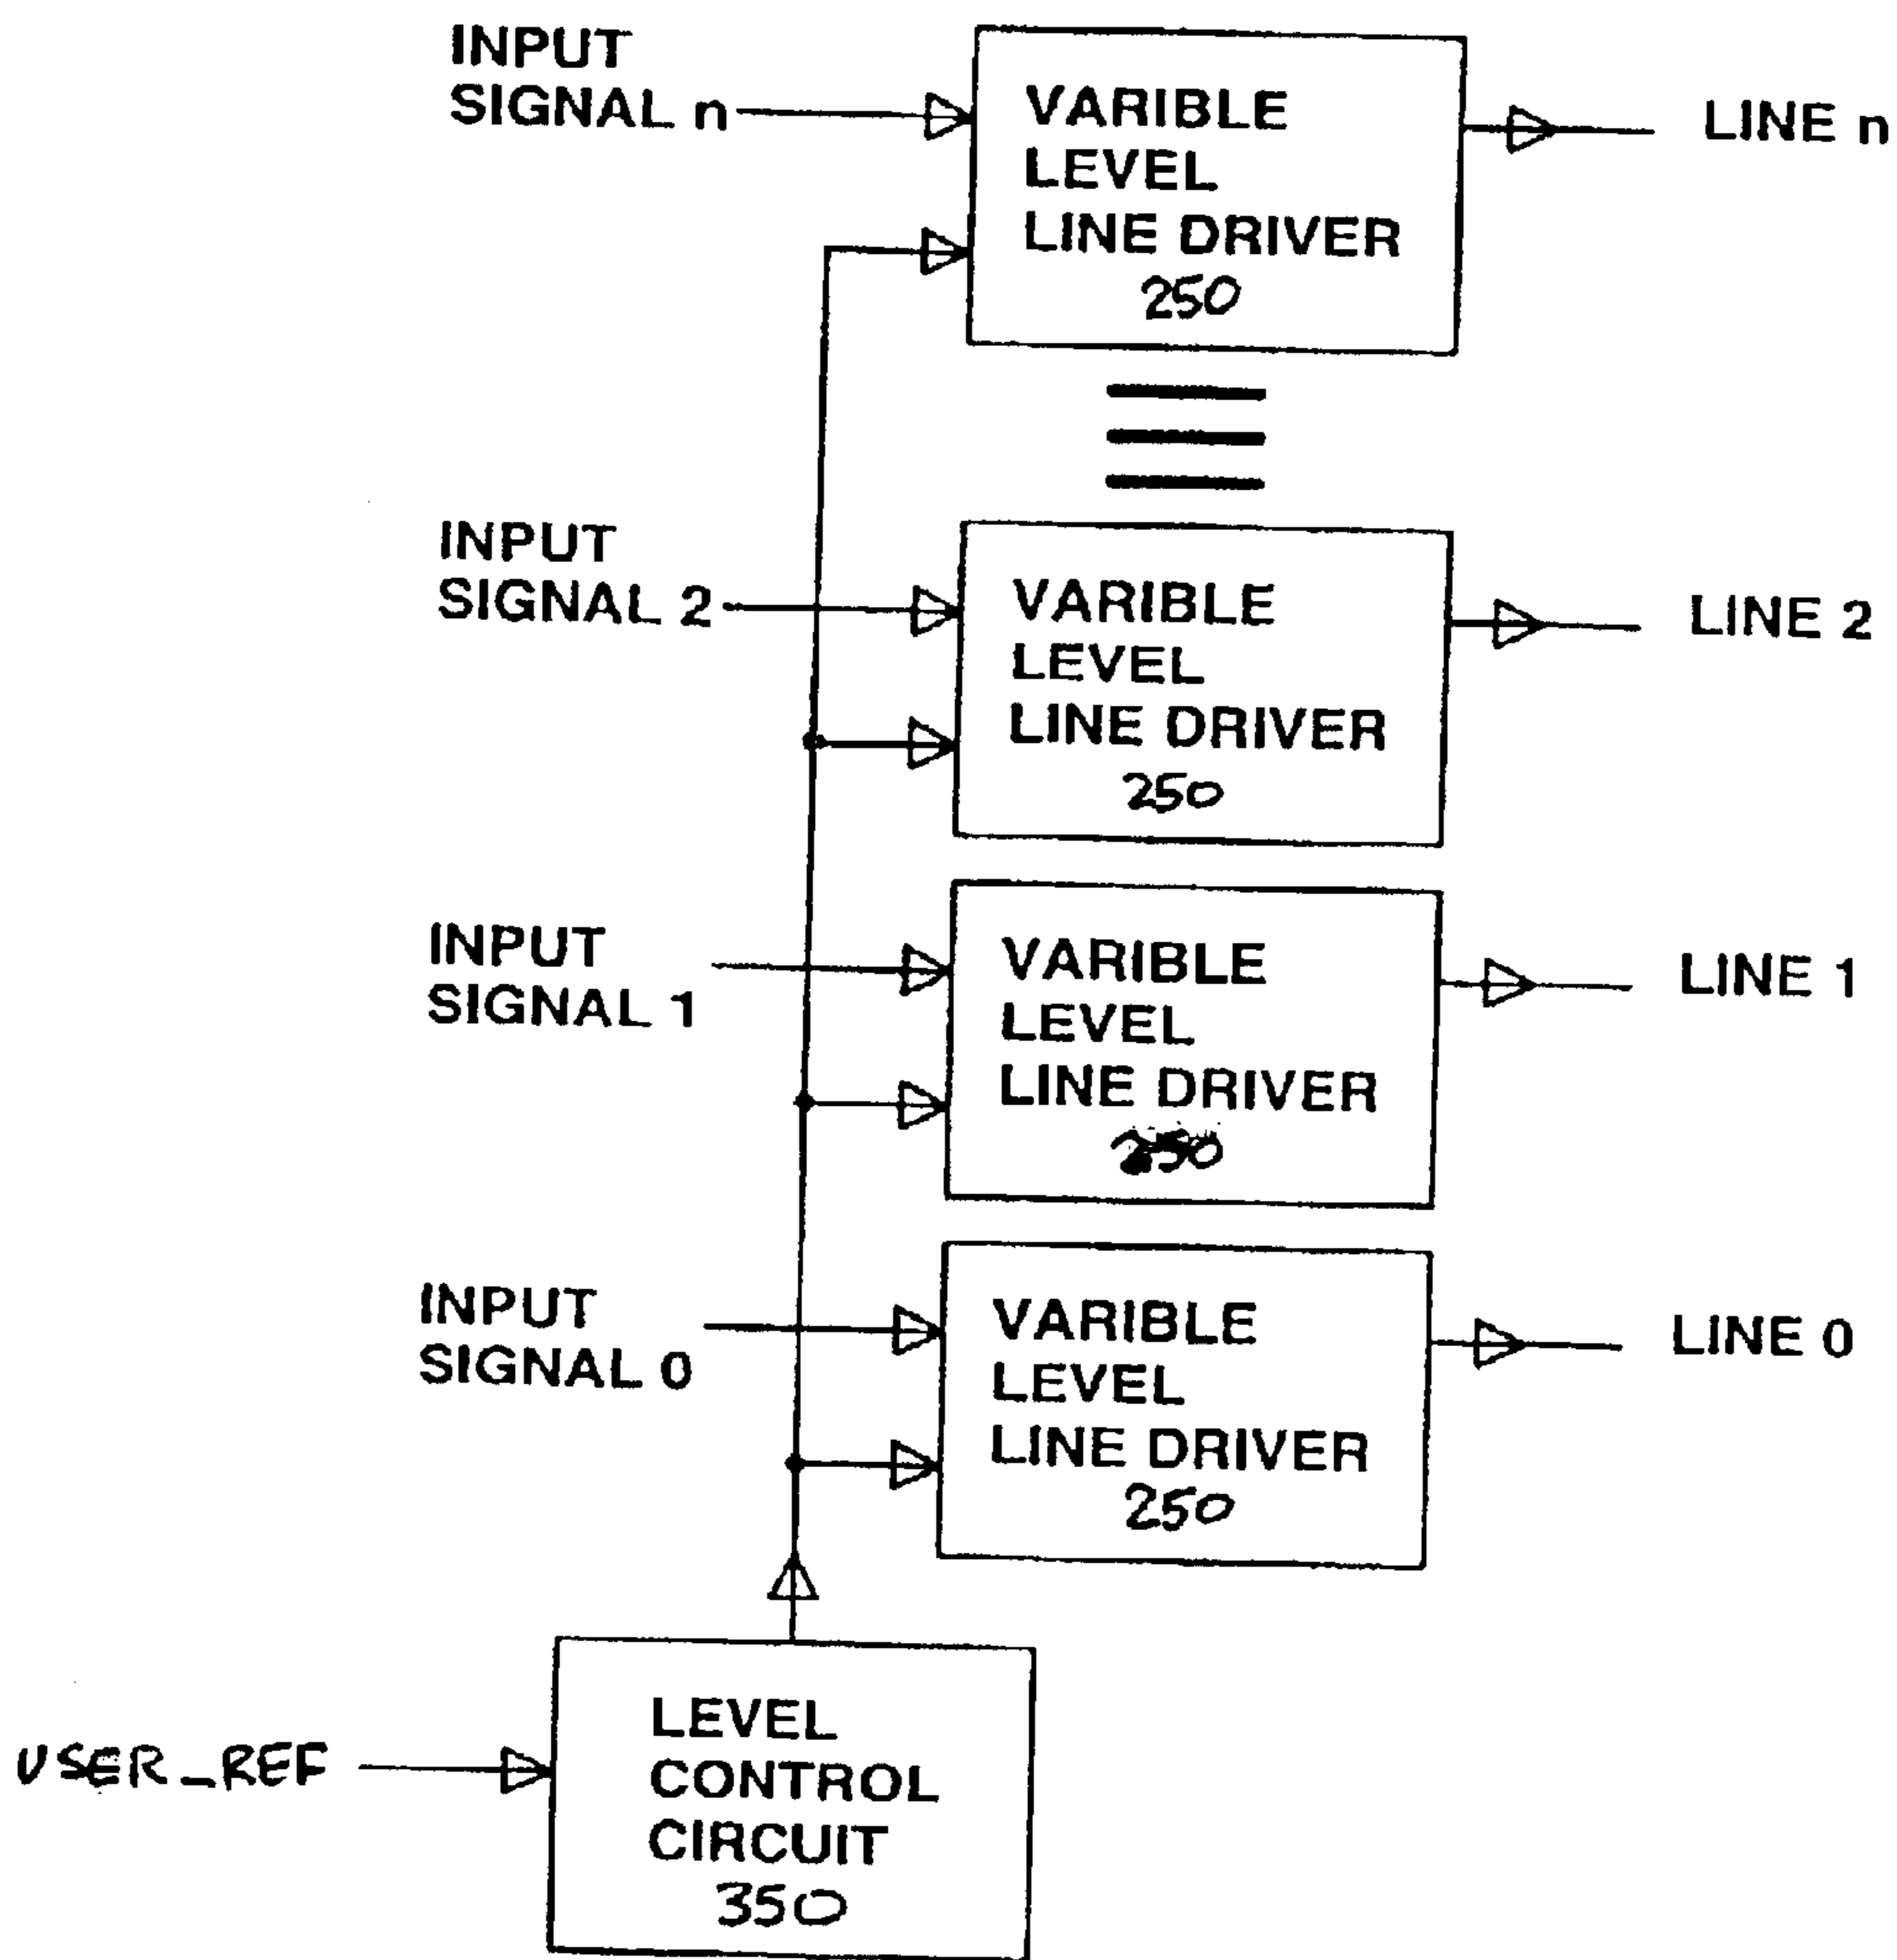 INPUT
SIGNAL n
VARIBLE
LEVEL
LINE DRIVER
250
LINE n
INPUT
SIGNAL 2
VARIBLE
LEVEL
LINE DRIVER
250
LINE 2
INPUT
SIGNAL 1
VARIBLE
LEVEL
LINE DRIVER
250
LINE 1
INPUT
SIGNAL 0
VARIBLE
LEVEL
LINE DRIVER
250
LINE 0
USER_REF
LEVEL
CONTROL
CIRCUIT
350